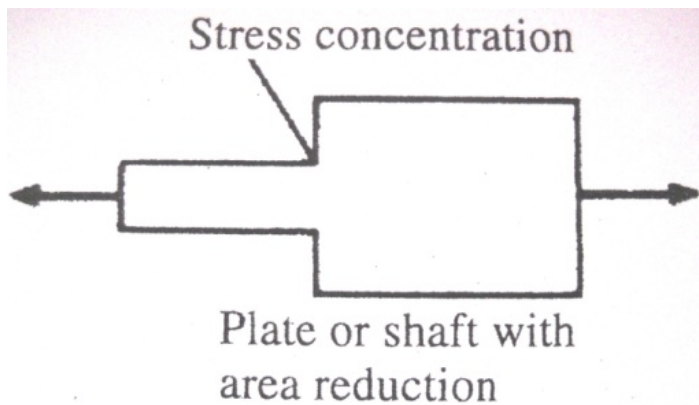 Stress concentration
Plate or shaft with
area reduction